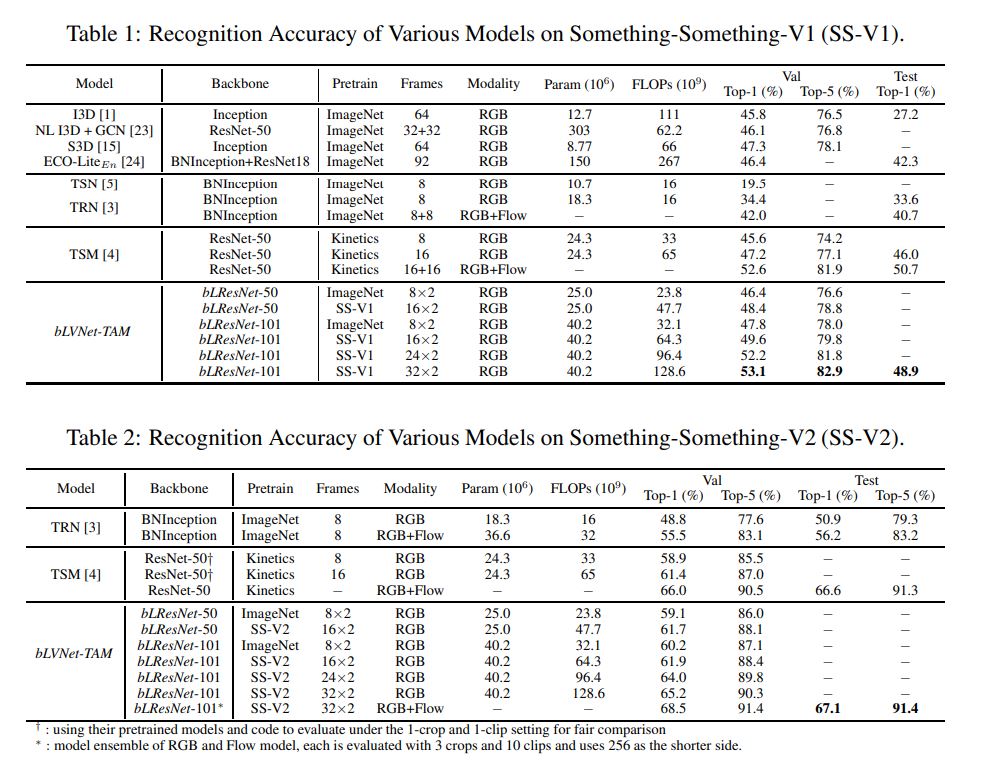 Table 1: Recognition Accuracy of Various Models on Something-Something-V1 (SS-V1).
Model Backbone Pretrain Frames Modality Param (10⁶) FLOPs (10⁹) Val Test
Top-1 (%) Top-5 (%) Top-1 (%)
I3D [1] Inception ImageNet 64 RGB 12.7 111 45.8 76.5 27.2
NL I3D + GCN [23] ResNet-50 ImageNet 32+32 RGB 303 62.2 46.1 76.8 –
S3D [15] Inception ImageNet 64 RGB 8.77 66 47.3 78.1 –
ECO-Lite_En [24] BNInception+ResNet18 ImageNet 92 RGB 150 267 46.4 – 42.3
TSN [5] BNInception ImageNet 8 RGB 10.7 16 19.5 – –
TRN [3] BNInception ImageNet 8 RGB 18.3 16 34.4 – 33.6
BNInception ImageNet 8+8 RGB+Flow – – 42.0 – 40.7
ResNet-50 Kinetics 8 RGB 24.3 33 45.6 74.2
TSM [4] ResNet-50 Kinetics 16 RGB 24.3 65 47.2 77.1 46.0
ResNet-50 Kinetics 16+16 RGB+Flow – – 52.6 81.9 50.7
bLResNet-50 ImageNet 8×2 RGB 25.0 23.8 46.4 76.6 –
bLResNet-50 SS-V1 16×2 RGB 25.0 47.7 48.4 78.8 –
bLVNet-TAM bLResNet-101 ImageNet 8×2 RGB 40.2 32.1 47.8 78.0 –
bLResNet-101 SS-V1 16×2 RGB 40.2 64.3 49.6 79.8 –
bLResNet-101 SS-V1 24×2 RGB 40.2 96.4 52.2 81.8 –
bLResNet-101 SS-V1 32×2 RGB 40.2 128.6 53.1 82.9 48.9
Table 2: Recognition Accuracy of Various Models on Something-Something-V2 (SS-V2).
Model Backbone Pretrain Frames Modality Param (10⁶) FLOPs (10⁹) Val Test
Top-1 (%) Top-5 (%) Top-1 (%) Top-5 (%)
TRN [3] BNInception ImageNet 8 RGB 18.3 16 48.8 77.6 50.9 79.3
BNInception ImageNet 8 RGB+Flow 36.6 32 55.5 83.1 56.2 83.2
ResNet-50† Kinetics 8 RGB 24.3 33 58.9 85.5 – –
TSM [4] ResNet-50† Kinetics 16 RGB 24.3 65 61.4 87.0 – –
ResNet-50 Kinetics – RGB+Flow – – 66.0 90.5 66.6 91.3
bLResNet-50 ImageNet 8×2 RGB 25.0 23.8 59.1 86.0 – –
bLResNet-50 SS-V2 16×2 RGB 25.0 47.7 61.7 88.1 – –
bLResNet-101 ImageNet 8×2 RGB 40.2 32.1 60.2 87.1 – –
bLVNet-TAM bLResNet-101 SS-V2 16×2 RGB 40.2 64.3 61.9 88.4 – –
bLResNet-101 SS-V2 24×2 RGB 40.2 96.4 64.0 89.8 – –
bLResNet-101 SS-V2 32×2 RGB 40.2 128.6 65.2 90.3 – –
bLResNet-101* SS-V2 32×2 RGB+Flow – – 68.5 91.4 67.1 91.4
† : using their pretrained models and code to evaluate under the 1-crop and 1-clip setting for fair comparison
* : model ensemble of RGB and Flow model, each is evaluated with 3 crops and 10 clips and uses 256 as the shorter side.